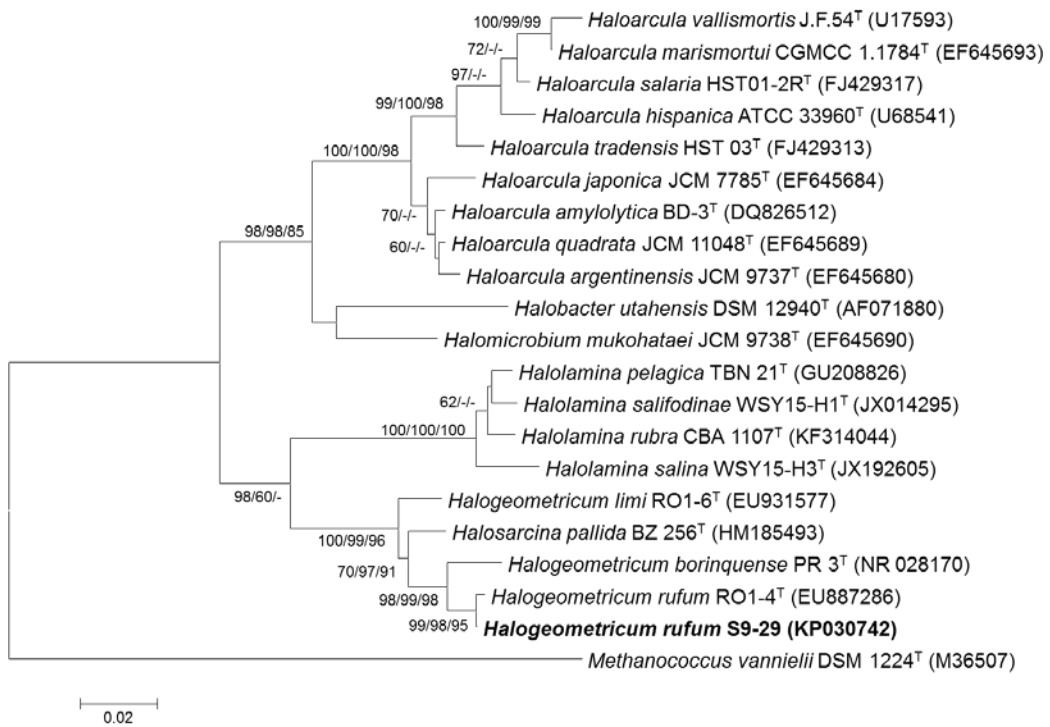 100/99/99
Haloarcula vallismortis J.F.54ᵀ (U17593)
72/-/-
Haloarcula marismortui CGMCC 1.1784ᵀ (EF645693)
97/-/-
Haloarcula salaria HST01-2Rᵀ (FJ429317)
99/100/98
Haloarcula hispanica ATCC 33960ᵀ (U68541)
Haloarcula tradensis HST 03ᵀ (FJ429313)
100/100/98
Haloarcula japonica JCM 7785ᵀ (EF645684)
70/-/-
Haloarcula amylolytica BD-3ᵀ (DQ826512)
98/98/85
60/-/-
Haloarcula quadrata JCM 11048ᵀ (EF645689)
Haloarcula argentinensis JCM 9737ᵀ (EF645680)
Halobacter utahensis DSM 12940ᵀ (AF071880)
Halomicrobium mukohataei JCM 9738ᵀ (EF645690)
Halolamina pelagica TBN 21ᵀ (GU208826)
62/-/-
Halolamina salifodinae WSY15-H1ᵀ (JX014295)
100/100/100
Halolamina rubra CBA 1107ᵀ (KF314044)
Halolamina salina WSY15-H3ᵀ (JX192605)
98/60/-
Halogeometricum limi RO1-6ᵀ (EU931577)
100/99/96
Halosarcina pallida BZ 256ᵀ (HM185493)
70/97/91
Halogeometricum borinquense PR 3ᵀ (NR 028170)
98/99/98
Halogeometricum rufum RO1-4ᵀ (EU887286)
99/98/95
Halogeometricum rufum S9-29 (KP030742)
Methanococcus vannielii DSM 1224ᵀ (M36507)
0.02